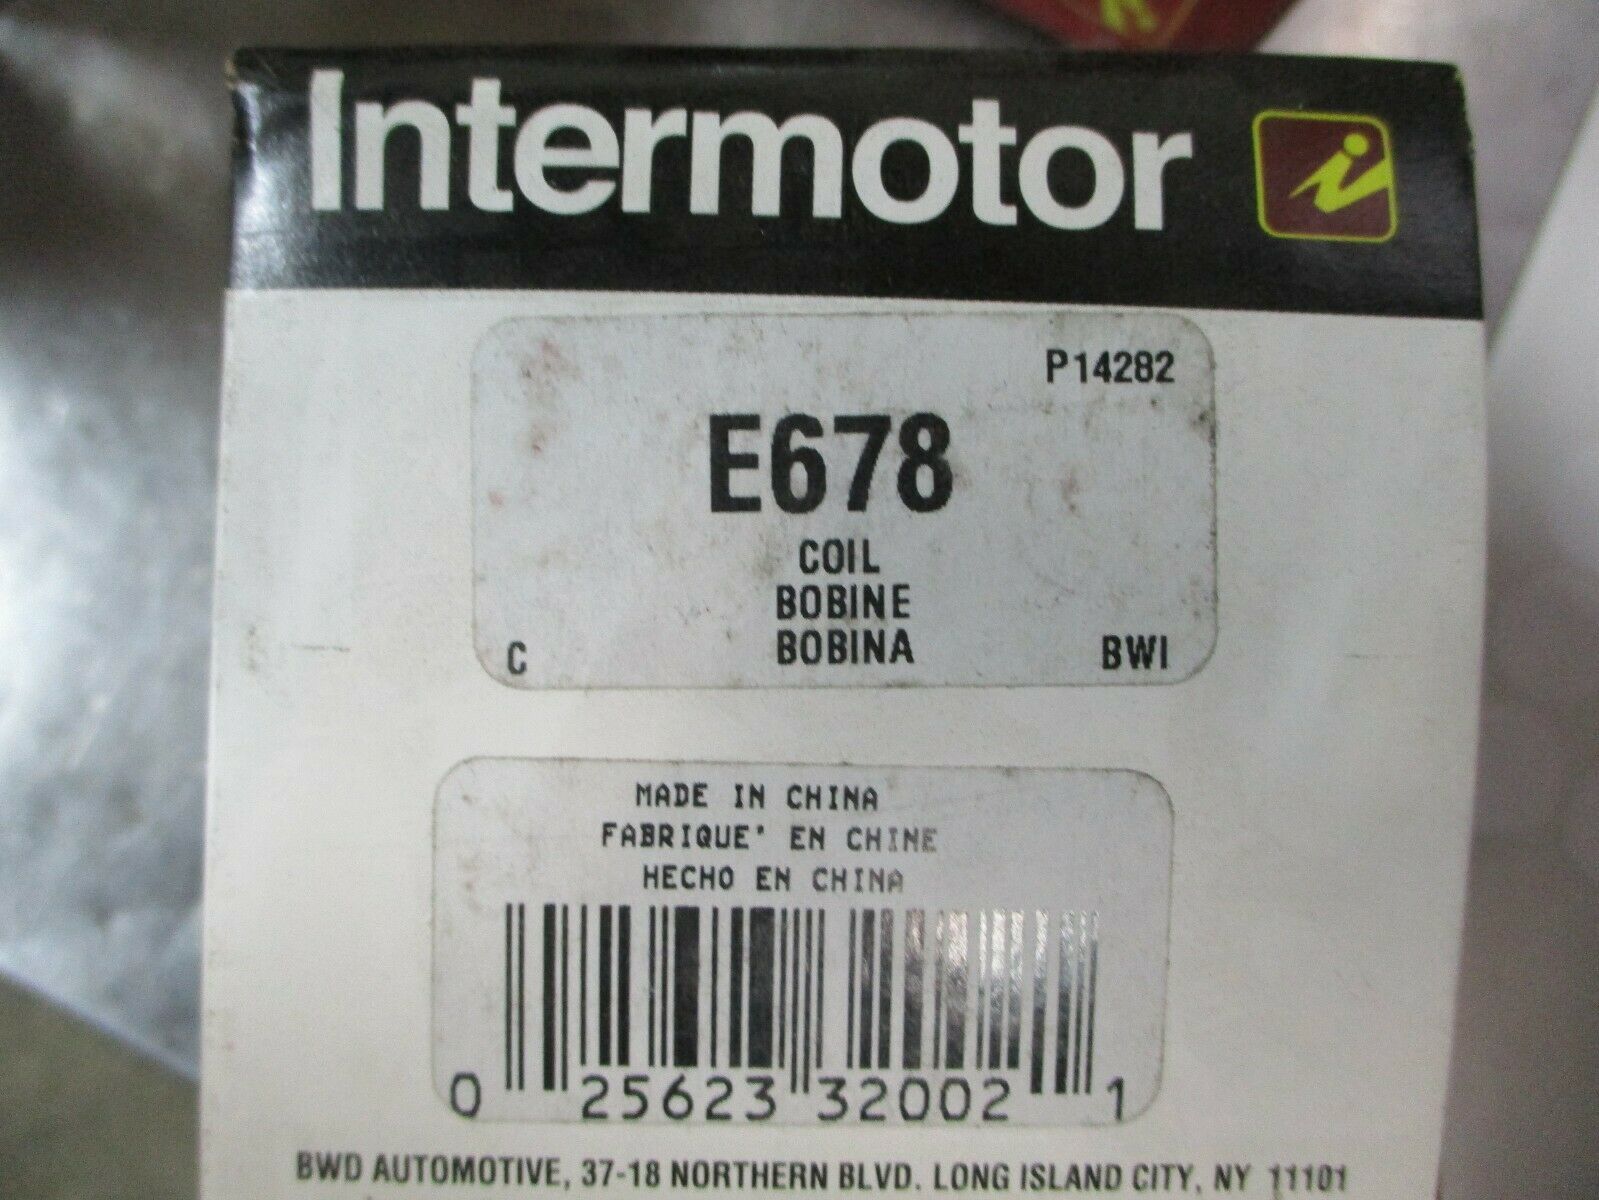 Intermotor
P14282
E678
COIL
BOBINE
BOBINA
C
BWI
MADE IN CHINA
FABRIQUE' EN CHINE
HECHO EN CHINA
0 25623 32002 1
BWD AUTOMOTIVE, 37-18 NORTHERN BLVD. LONG ISLAND CITY, NY 11101